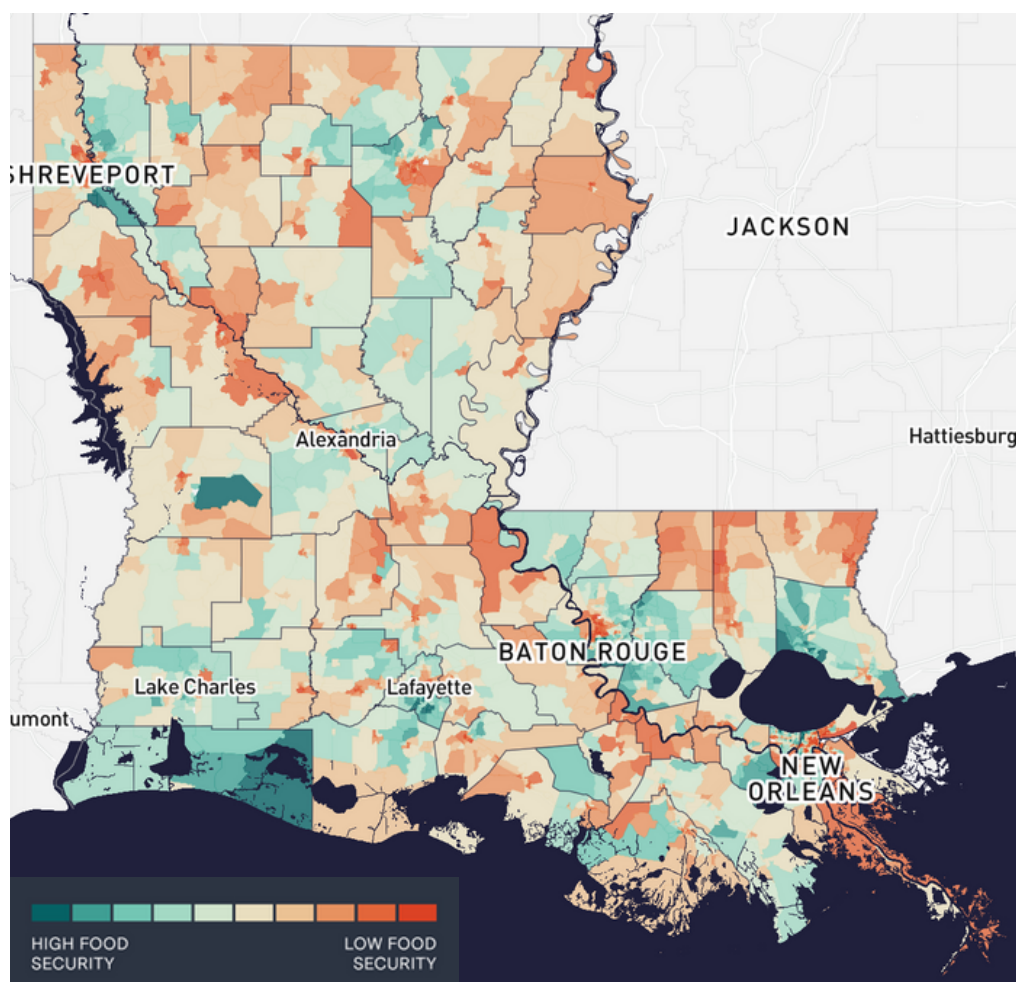 SHREVEPORT
JACKSON
Alexandria
Hattiesburg
BATON ROUGE
Lake Charles
Lafayette
umont
NEW
ORLEANS
HIGH FOOD
SECURITY
LOW FOOD
SECURITY